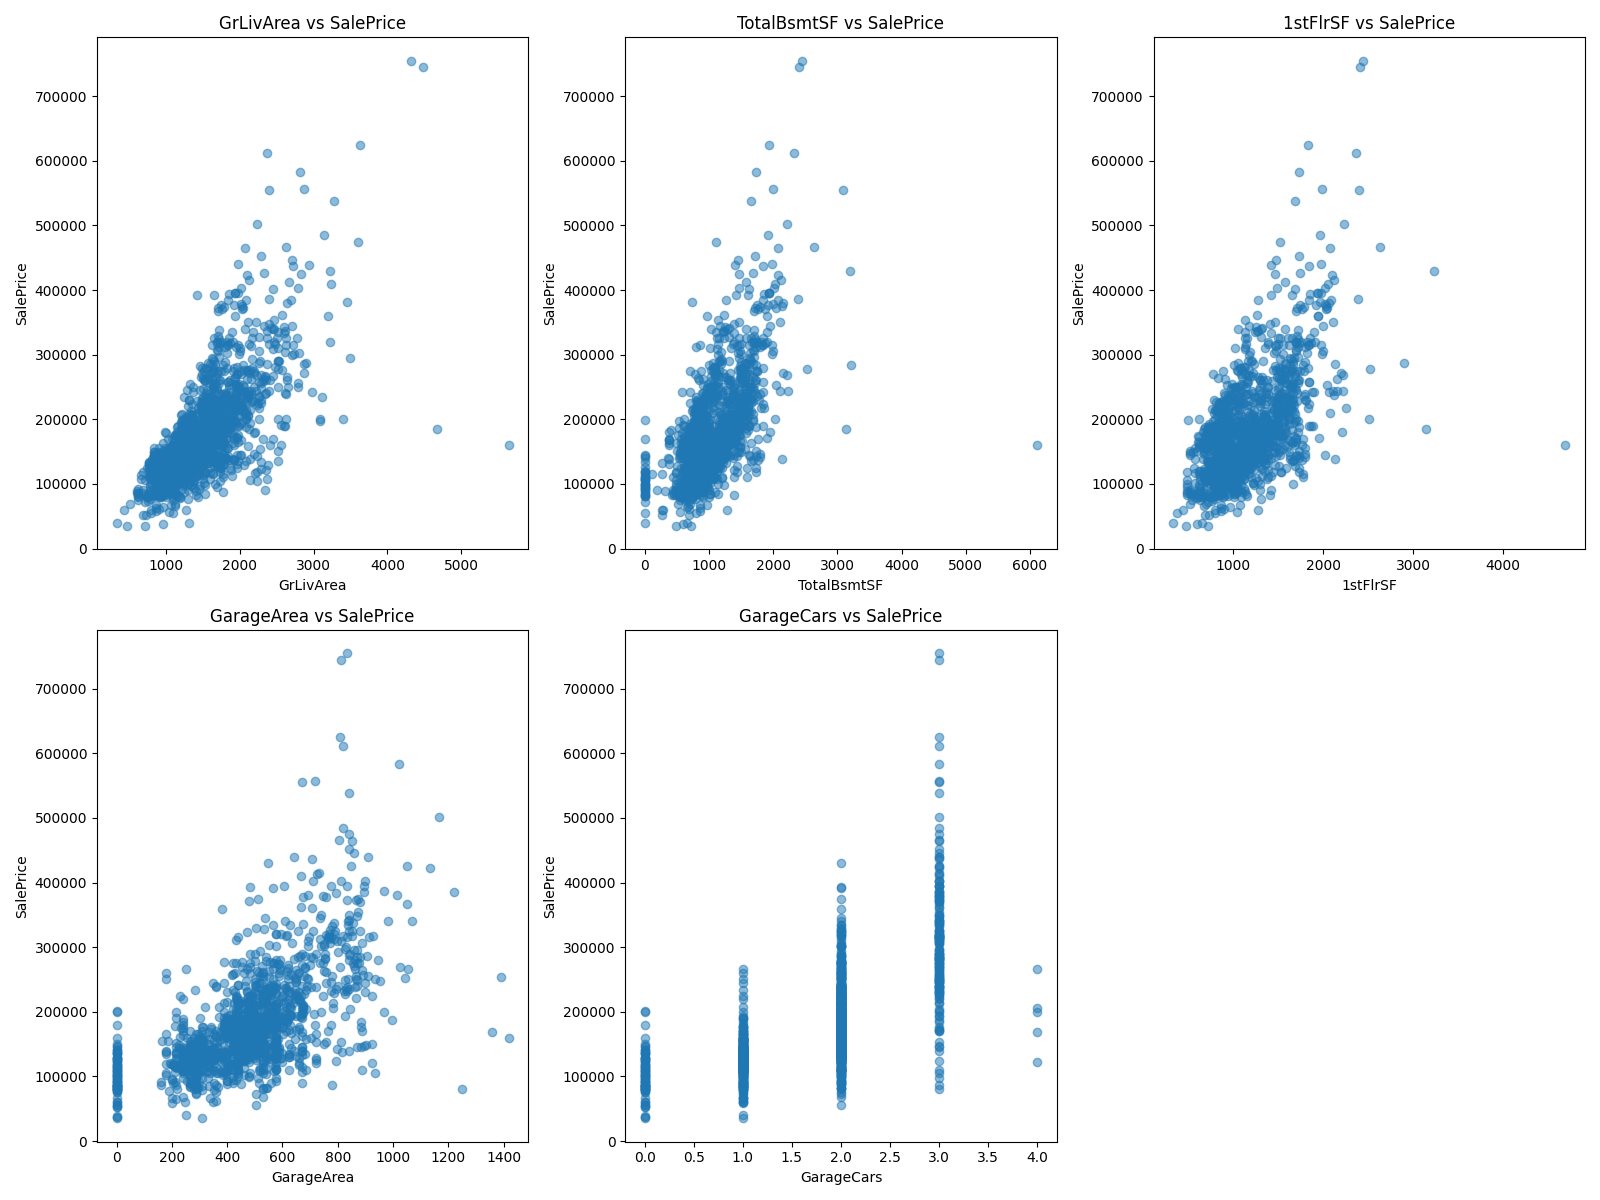 GrLivArea vs SalePrice
SalePrice
700000
600000
500000
400000
300000
200000
100000
0
1000 2000 3000 4000 5000
GrLivArea
TotalBsmtSF vs SalePrice
SalePrice
700000
600000
500000
400000
300000
200000
100000
0
0 1000 2000 3000 4000 5000 6000
TotalBsmtSF
1stFlrSF vs SalePrice
SalePrice
700000
600000
500000
400000
300000
200000
100000
0
1000 2000 3000 4000
1stFlrSF
GarageArea vs SalePrice
SalePrice
700000
600000
500000
400000
300000
200000
100000
0
0 200 400 600 800 1000 1200 1400
GarageArea
GarageCars vs SalePrice
SalePrice
700000
600000
500000
400000
300000
200000
100000
0
0.0 0.5 1.0 1.5 2.0 2.5 3.0 3.5 4.0
GarageCars